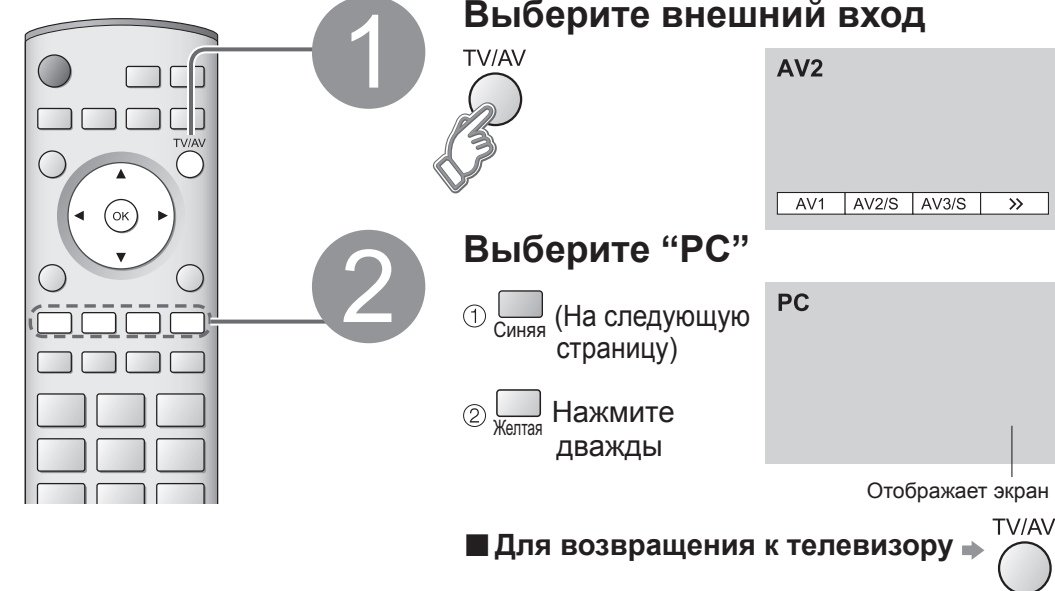 1
Выберите внешний вход
TV/AV
AV2
AV1 AV2/S AV3/S »
TV/AV
OK
2
Выберите “PC”
① Синяя (На следующую
страницу)
② Желтая Нажмите
дважды
PC
Отображает экран
■ Для возвращения к телевизору
TV/AV